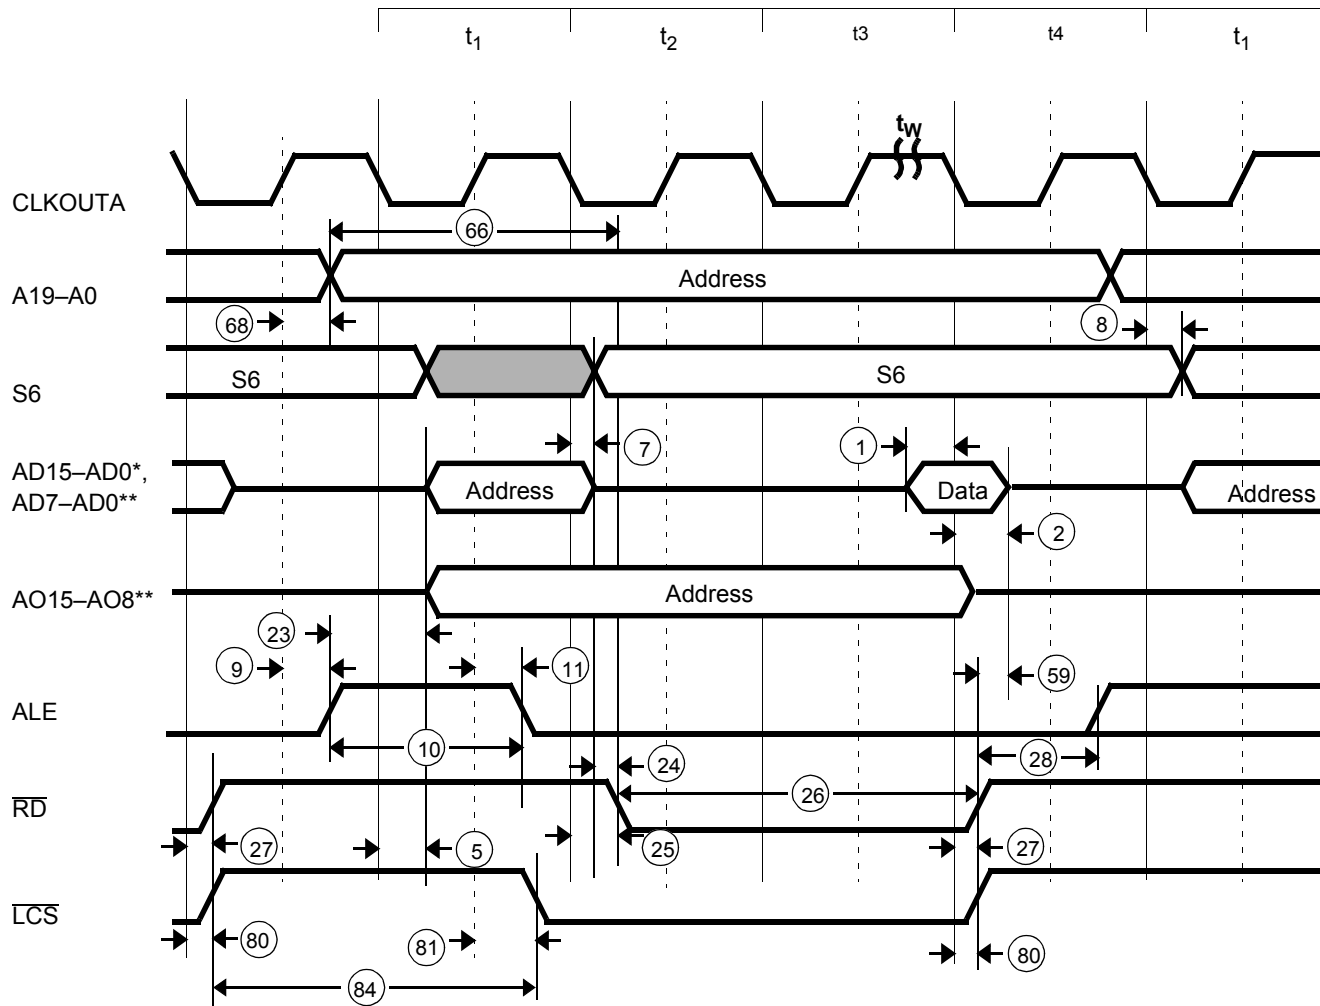 t1 t2 t3 t4 t1
tW
CLKOUTA
66
Address
A19–A0
68
8
S6
S6
S6
7
1
AD15–AD0*,
AD7–AD0**
Address
Data
Address
2
Address
AO15–AO8**
23
9
11
59
ALE
10
28
24
RD
26
27
5
25
27
LCS
80
81
80
84